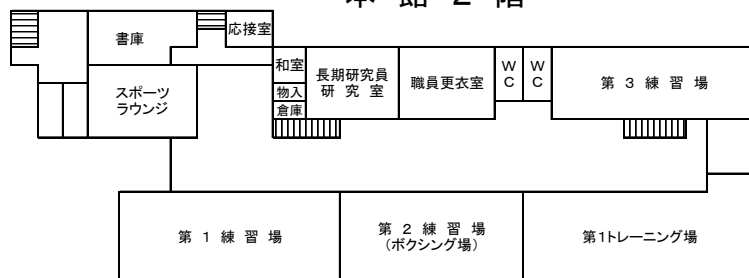 本 館 2 階
書庫
応接室
スポーツ
ラウンジ
和室
物入
倉庫
長期研究員
研 究 室
職員更衣室
W
C
W
C
第 3 練 習 場
第 1 練 習 場
第 2 練 習 場
(ボクシング場)
第1トレーニング場